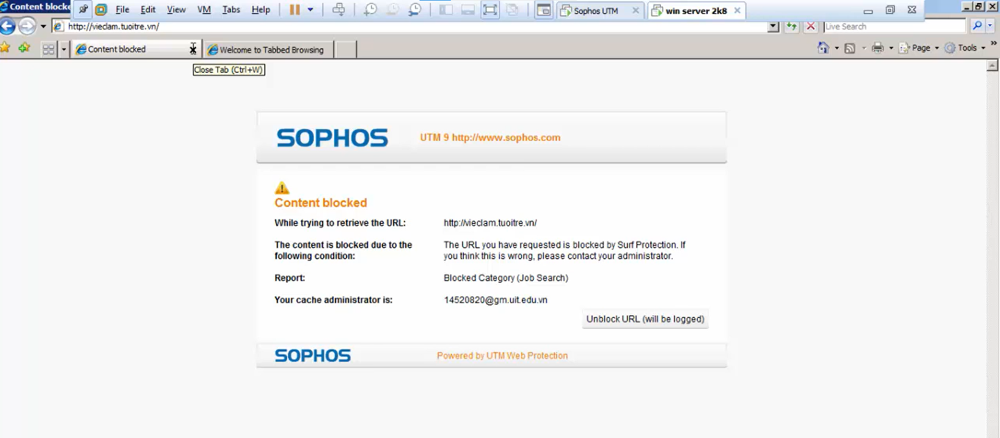 Content blocke
File Edit View VM Tabs Help
Sophos UTM
win server 2k8
http://vieclam.tuoitre.vn/
Live Search
Content blocked
Welcome to Tabbed Browsing
Page
Tools
Close Tab (Ctrl+W)
SOPHOS
UTM 9 http://www.sophos.com
Content blocked
While trying to retrieve the URL: http://vieclam.tuoitre.vn/
The content is blocked due to the The URL you have requested is blocked by Surf Protection. If
following condition: you think this is wrong, please contact your administrator.
Report: Blocked Category (Job Search)
Your cache administrator is: 14520820@gm.uit.edu.vn
Unblock URL (will be logged)
SOPHOS Powered by UTM Web Protection